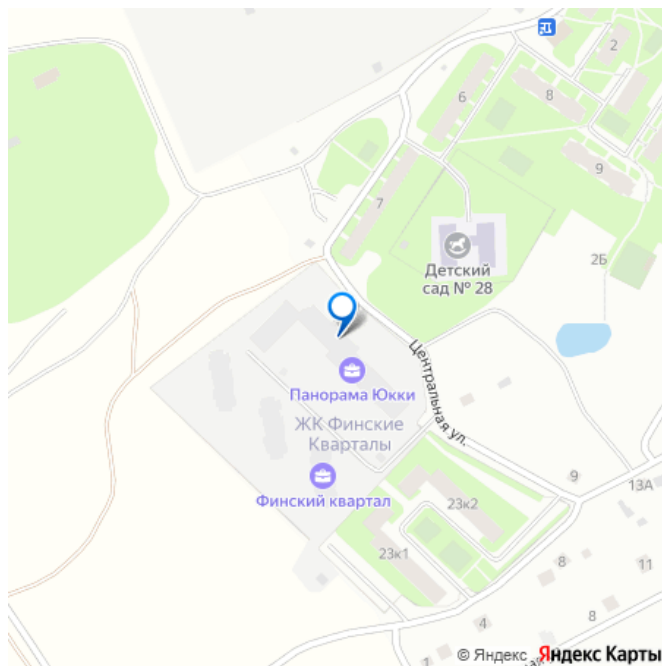 2
6
8
9
7
Детский
сад № 28
2Б
Центральная ул.
Панорама Юкки
ЖК Финские
Кварталы
Финский квартал
9
13А
23к2
23к1
8
11
4
8
1
© Яндекс Яндекс Карты